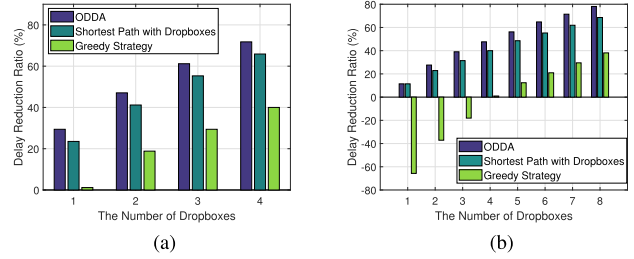 ODDA
Shortest Path with Dropboxes
Greedy Strategy
Delay Reduction Ratio (%)
80
60
40
20
0
1 2 3 4
The Number of Dropboxes
(a)
ODDA
Shortest Path with Dropboxes
Greedy Strategy
Delay Reduction Ratio (%)
80
60
40
20
0
-20
-40
-60
-80
1 2 3 4 5 6 7 8
The Number of Dropboxes
(b)